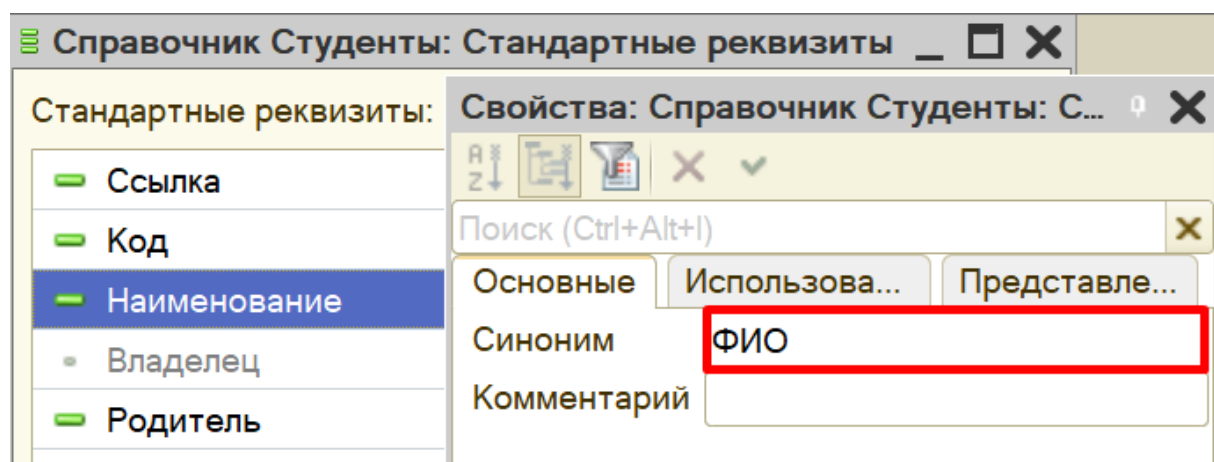 Справочник Студенты: Стандартные реквизиты
Стандартные реквизиты:
Ссылка
Код
Наименование
Владелец
Родитель
Свойства: Справочник Студенты: С...
Поиск (Ctrl+Alt+I)
Основные Использова... Представле...
Синоним ФИО
Комментарий